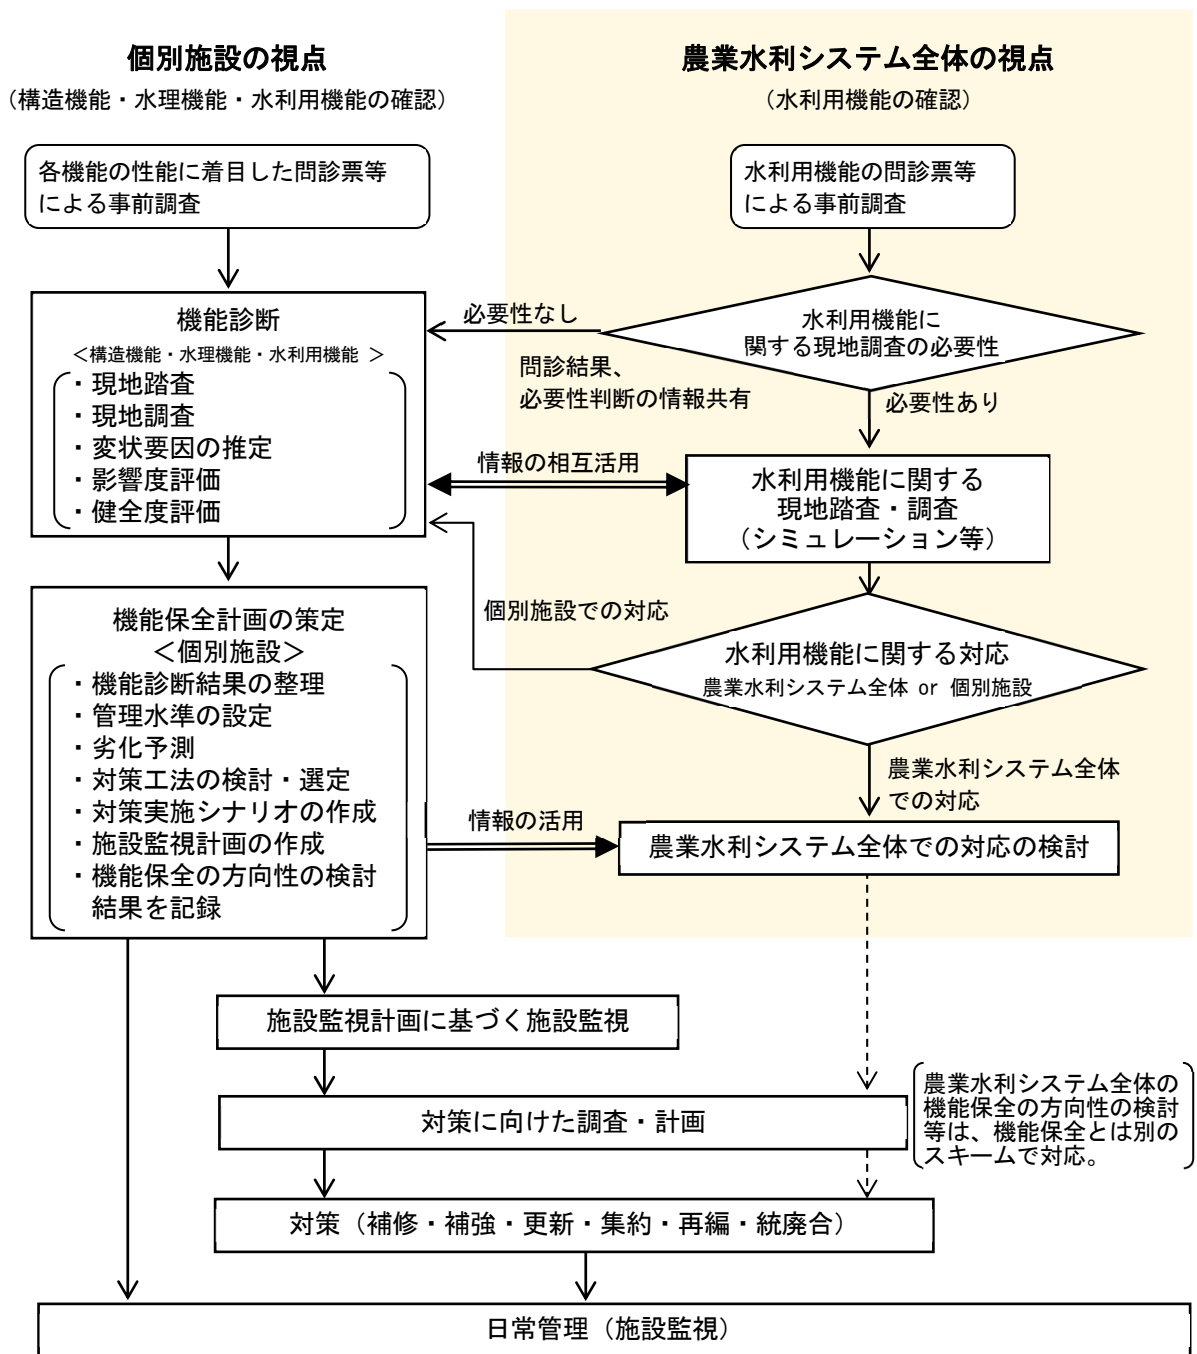 個別施設の視点
（構造機能・水理機能・水利用機能の確認）
各機能の性能に着目した問診票等
による事前調査
機能診断
＜構造機能・水理機能・水利用機能 ＞
・現地踏査
・現地調査
・変状要因の推定
・影響度評価
・健全度評価
機能保全計画の策定
＜個別施設＞
・機能診断結果の整理
・管理水準の設定
・劣化予測
・対策工法の検討・選定
・対策実施シナリオの作成
・施設監視計画の作成
・機能保全の方向性の検討
結果を記録
農業水利システム全体の視点
（水利用機能の確認）
水利用機能の問診票等
による事前調査
水利用機能に
関する現地調査の必要性
必要性なし
問診結果、
必要性判断の情報共有
必要性あり
情報の相互活用
水利用機能に関する
現地踏査・調査
（シミュレーション等）
個別施設での対応
水利用機能に関する対応
農業水利システム全体 or 個別施設
農業水利システム全体
での対応
情報の活用
農業水利システム全体での対応の検討
施設監視計画に基づく施設監視
対策に向けた調査・計画
農業水利システム全体の
機能保全の方向性の検討
等は、機能保全とは別の
スキームで対応。
対策（補修・補強・更新・集約・再編・統廃合）
日常管理（施設監視）